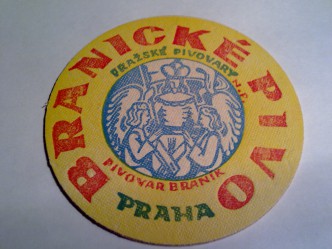 BRANICKÉ PIVO
PRAŽSKÉ PIVOVARY N.P.
PIVOVAR BRANÍK
PRAHA